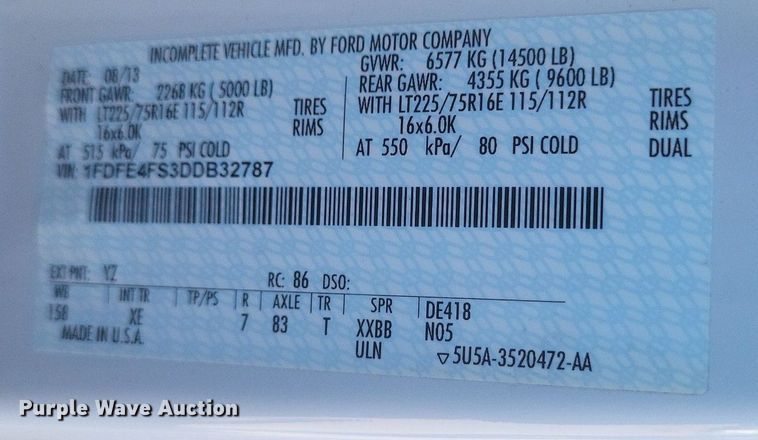 INCOMPLETE VEHICLE MFD. BY FORD MOTOR COMPANY
DATE: 08/13 GVWR: 6577 KG (14500 LB)
FRONT GAWR: 2268 KG ( 5000 LB) REAR GAWR: 4355 KG ( 9600 LB)
WITH LT225/75R16E 115/112R TIRES WITH LT225/75R16E 115/112R TIRES
16x6.0K RIMS 16x6.0K RIMS
AT 515 kPa/ 75 PSI COLD AT 550 kPa/ 80 PSI COLD DUAL
VIN: 1FDFE4FS3DDB32787
EXT PNT: YZ RC: 86 DSO:
WB INT TR TP/PS R AXLE TR SPR DE418
158 XE 7 83 T XXBB N05
MADE IN U.S.A. ULN ▽5U5A-3520472-AA
Purple Wave Auction